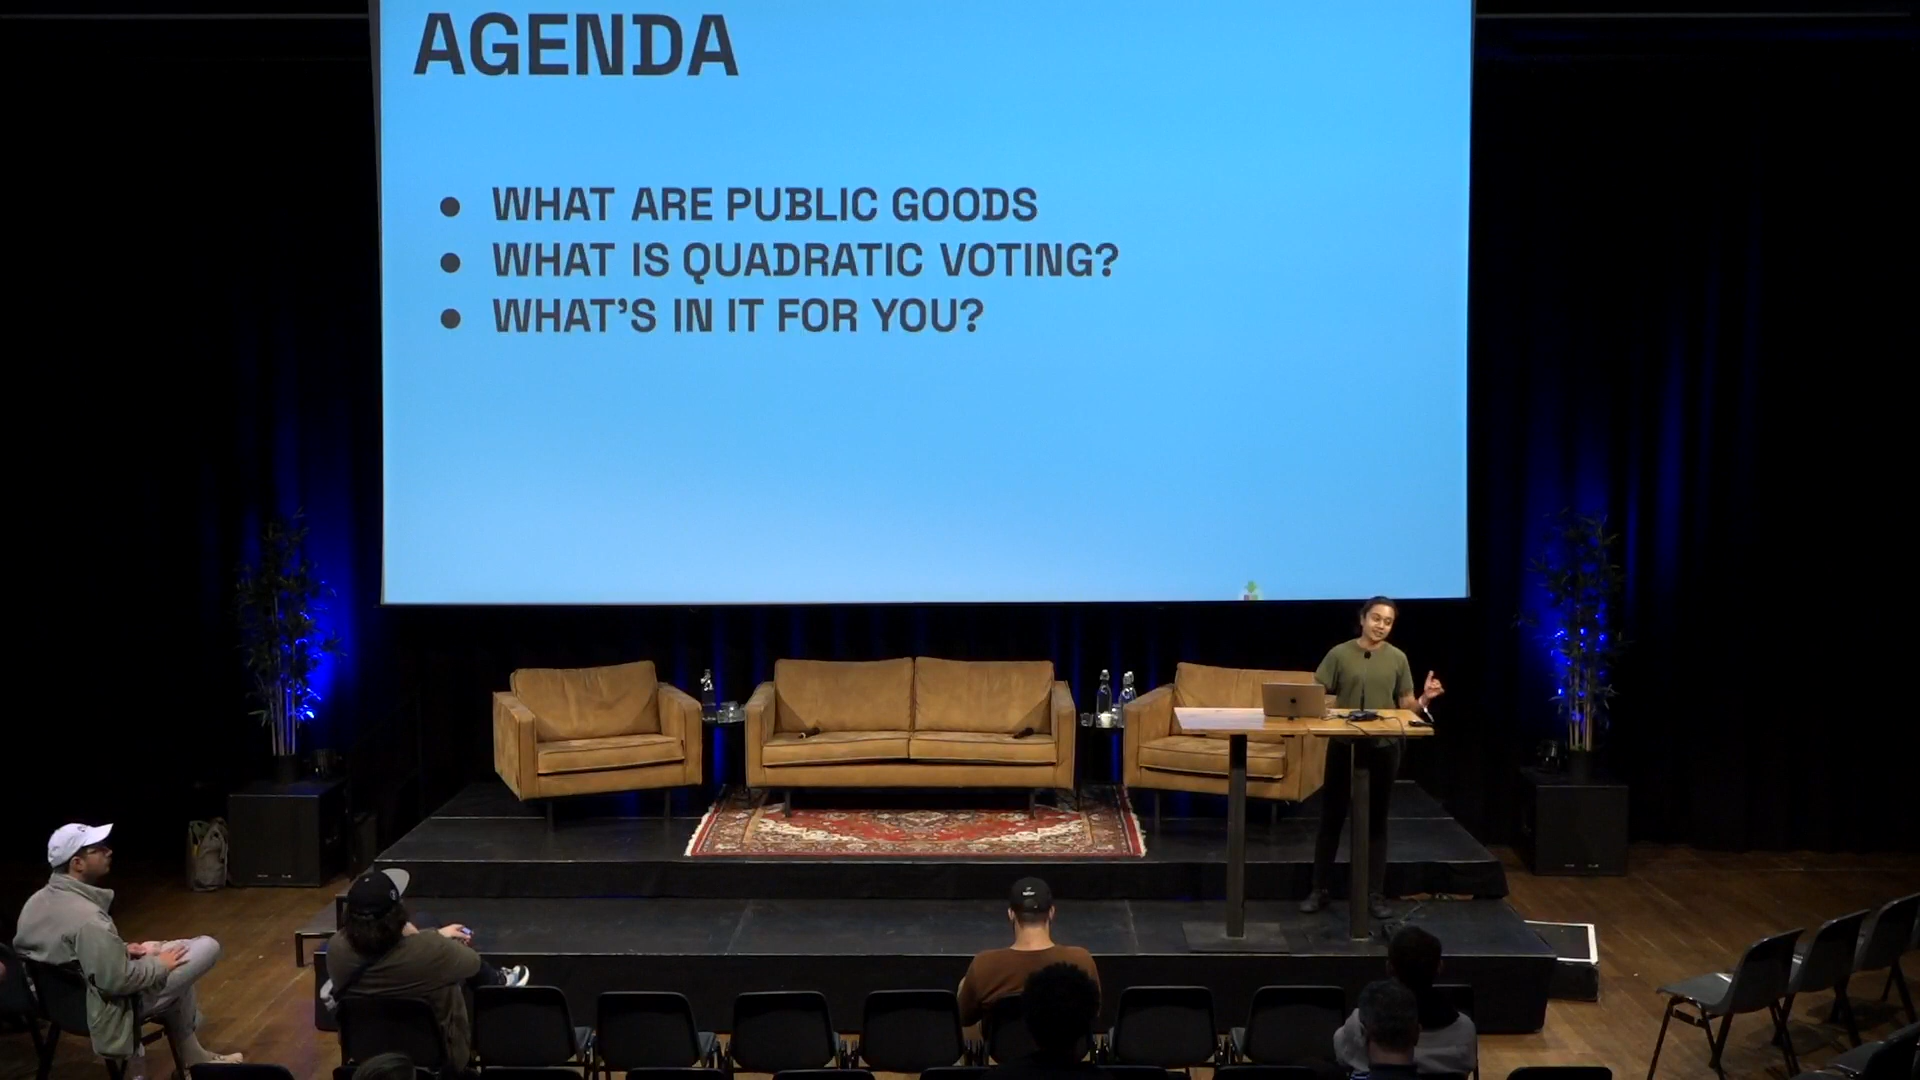 AGENDA
● WHAT ARE PUBLIC GOODS
● WHAT IS QUADRATIC VOTING?
● WHAT'S IN IT FOR YOU?